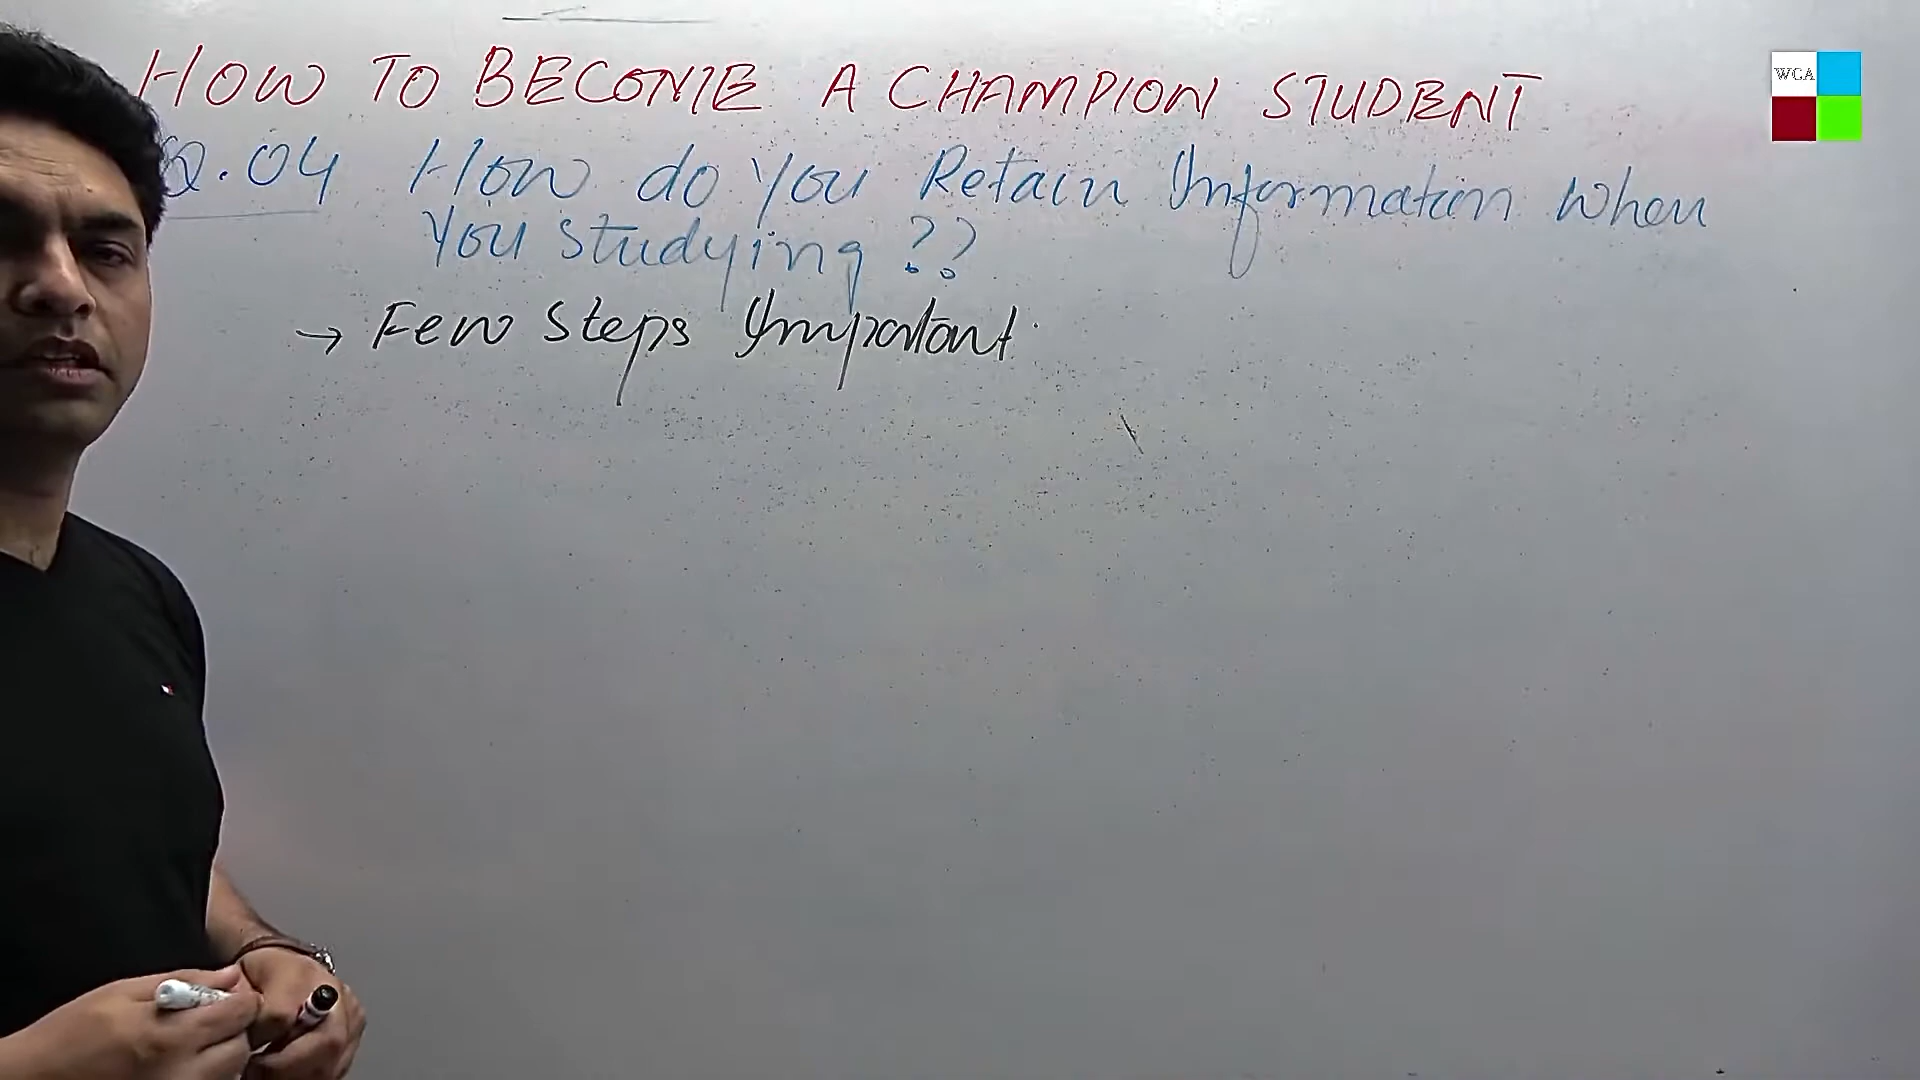 HOW TO BECOME A CHAMPION STUDENT
WCA
Q.04 How do You Retain Information When
You Studying ??
→ Few Steps Important.